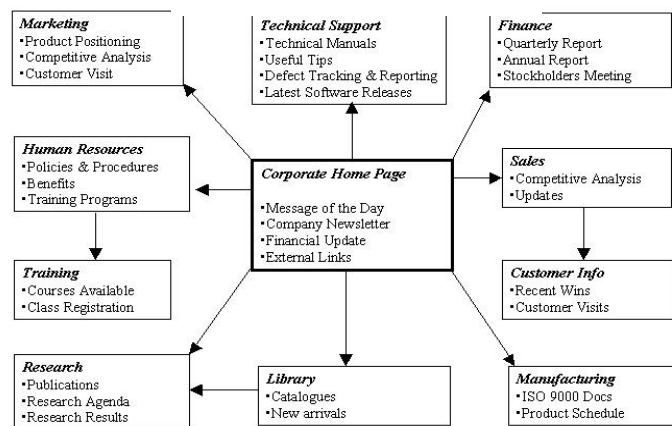 Marketing
•Product Positioning
•Competitive Analysis
•Customer Visit
Technical Support
•Technical Manuals
•Useful Tips
•Defect Tracking & Reporting
•Latest Software Releases
Finance
•Quarterly Report
•Annual Report
•Stockholders Meeting
Human Resources
•Policies & Procedures
•Benefits
•Training Programs
Corporate Home Page
•Message of the Day
•Company Newsletter
•Financial Update
•External Links
Sales
•Competitive Analysis
•Updates
Training
•Courses Available
•Class Registration
Customer Info
•Recent Wins
•Customer Visits
Research
•Publications
•Research Agenda
•Research Results
Library
•Catalogues
•New arrivals
Manufacturing
•ISO 9000 Docs
•Product Schedule